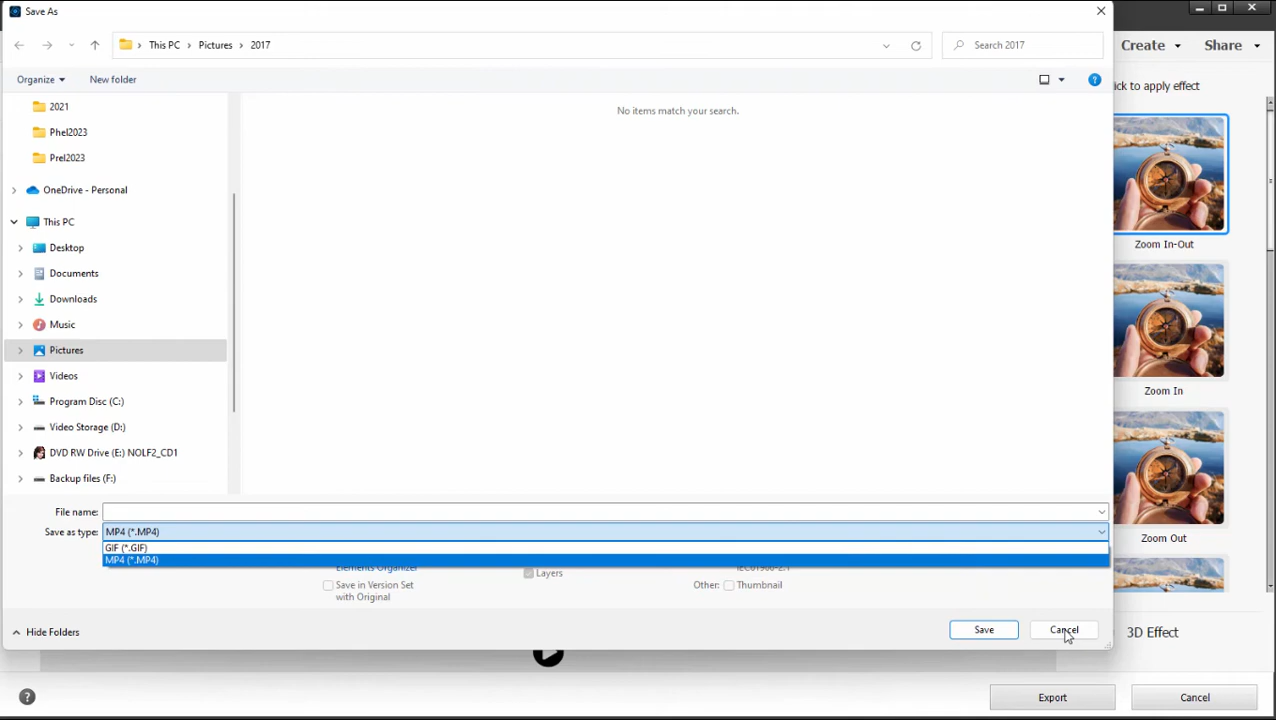 Save As
This PC Pictures 2017
Search 2017
Create Share
Organize New folder
ick to apply effect
2021
Phel2023
Prel2023
OneDrive - Personal
This PC
Desktop
Documents
Downloads
Music
Pictures
Videos
Program Disc (C:)
Video Storage (D:)
DVD RW Drive (E:) NOLF2_CD1
Backup files (F:)
No items match your search.
Zoom In-Out
Zoom In
Zoom Out
File name:
Save as type: MP4 (*.MP4)
GIF (*.GIF)
MP4 (*.MP4)
Elements Organizer
Save in Version Set
with Original
Layers
IEC61966-2.1
Other: Thumbnail
Hide Folders
Save Cancel
3D Effect
Export Cancel